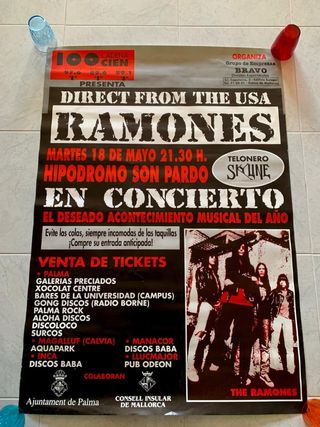 100 CADENA
CIEN
PRESENTA
ORGANIZA
Grupo de Empresas
BRAVO
DIRECT FROM THE USA
RAMONES
MARTES 18 DE MAYO 21.30 H.
HIPODROMO SON PARDO
TELONERO
SKYLINE
EN CONCIERTO
EL DESEADO ACONTECIMIENTO MUSICAL DEL AÑO
Evite las colas, siempre incomodas de las taquillas
¡Compre su entrada anticipada!
VENTA DE TICKETS
• PALMA
GALERIAS PRECIADOS
XOCOLAT CENTRE
BARES DE LA UNIVERSIDAD (CAMPUS)
GONG DISCOS (RADIO BORNE)
PALMA ROCK
ALOHA DISCOS
DISCOLOCO
SURCOS
• MAGALLUF (CALVIA)
AQUAPARK
• INCA
DISCOS BABA
• MANACOR
DISCOS BABA
• LLUCMAJOR
PUB ODEON
COLABORAN
Ajuntament de Palma
CONSELL INSULAR
DE MALLORCA
THE RAMONES